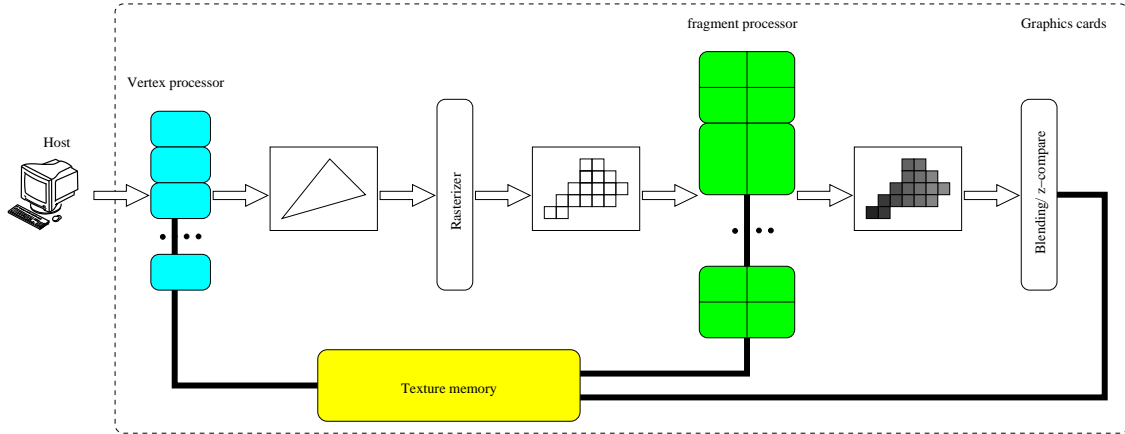 fragment processor
Graphics cards
Vertex processor
Host
Rasterizer
Blending/ z–compare
Texture memory